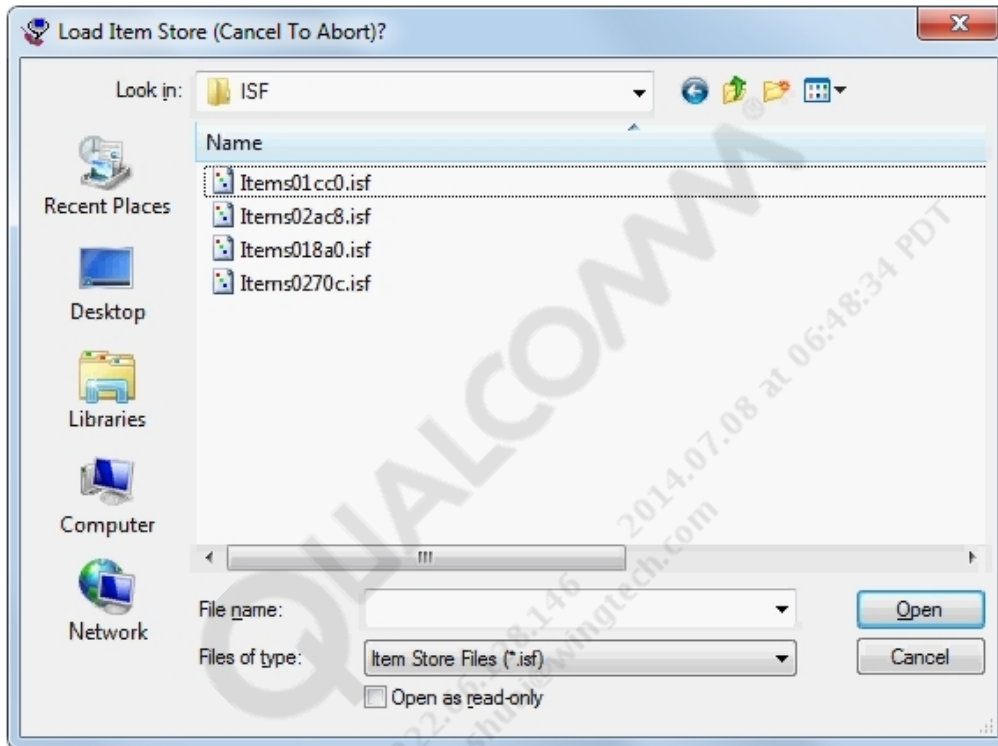 Load Item Store (Cancel To Abort)?
Look in: ISF
Name
Recent Places
Items01cc0.isf
Items02ac8.isf
Items018a0.isf
Items0270c.isf
Desktop
Libraries
Computer
Network
File name:
Open
Files of type: Item Store Files (*.isf)
Cancel
Open as read-only
QUALCOMM®
2014.07.08 at 06:48:34 PDT